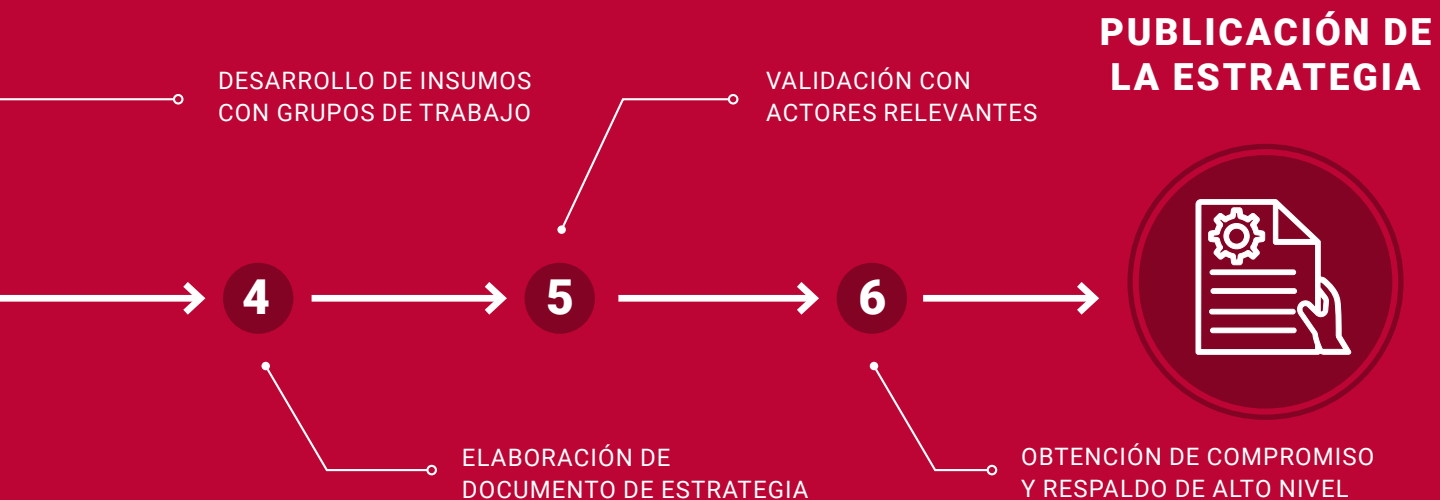 PUBLICACIÓN DE
LA ESTRATEGIA
DESARROLLO DE INSUMOS
CON GRUPOS DE TRABAJO
VALIDACIÓN CON
ACTORES RELEVANTES
4
5
6
ELABORACIÓN DE
DOCUMENTO DE ESTRATEGIA
OBTENCIÓN DE COMPROMISO
Y RESPALDO DE ALTO NIVEL